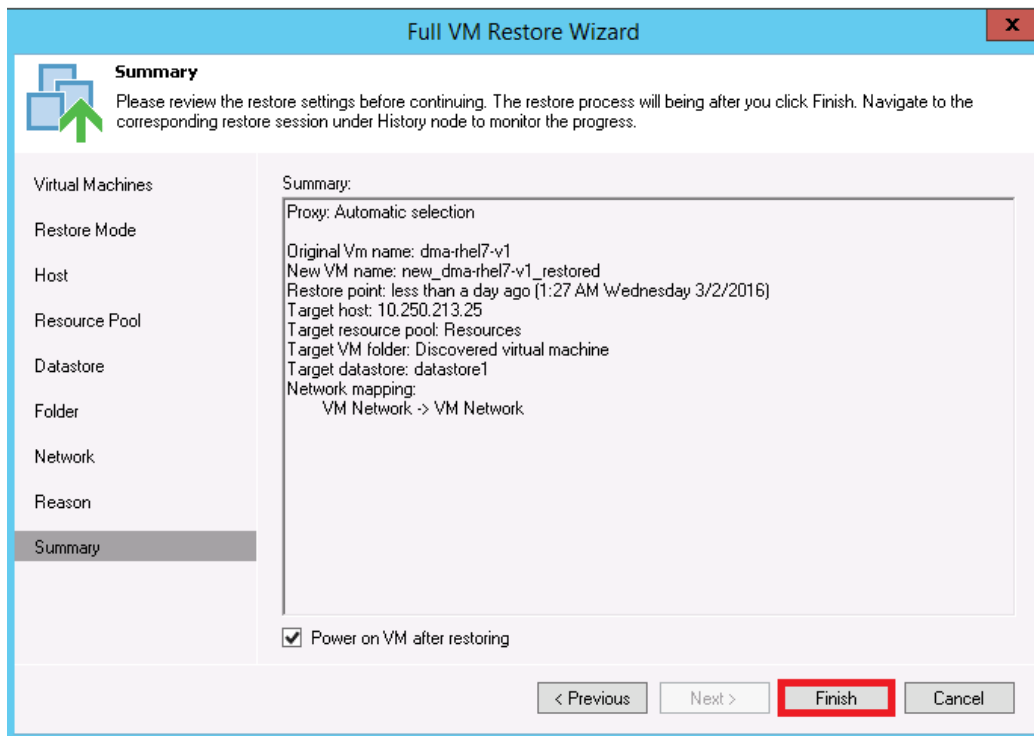 Full VM Restore Wizard
x
Summary
Please review the restore settings before continuing. The restore process will being after you click Finish. Navigate to the
corresponding restore session under History node to monitor the progress.
Virtual Machines
Restore Mode
Host
Resource Pool
Datastore
Folder
Network
Reason
Summary
Summary:
Proxy: Automatic selection
Original Vm name: dma-rhel7-v1
New VM name: new_dma-rhel7-v1_restored
Restore point: less than a day ago (1:27 AM Wednesday 3/2/2016)
Target host: 10.250.213.25
Target resource pool: Resources
Target VM folder: Discovered virtual machine
Target datastore: datastore1
Network mapping:
VM Network -> VM Network
Power on VM after restoring
< Previous
Next >
Finish
Cancel